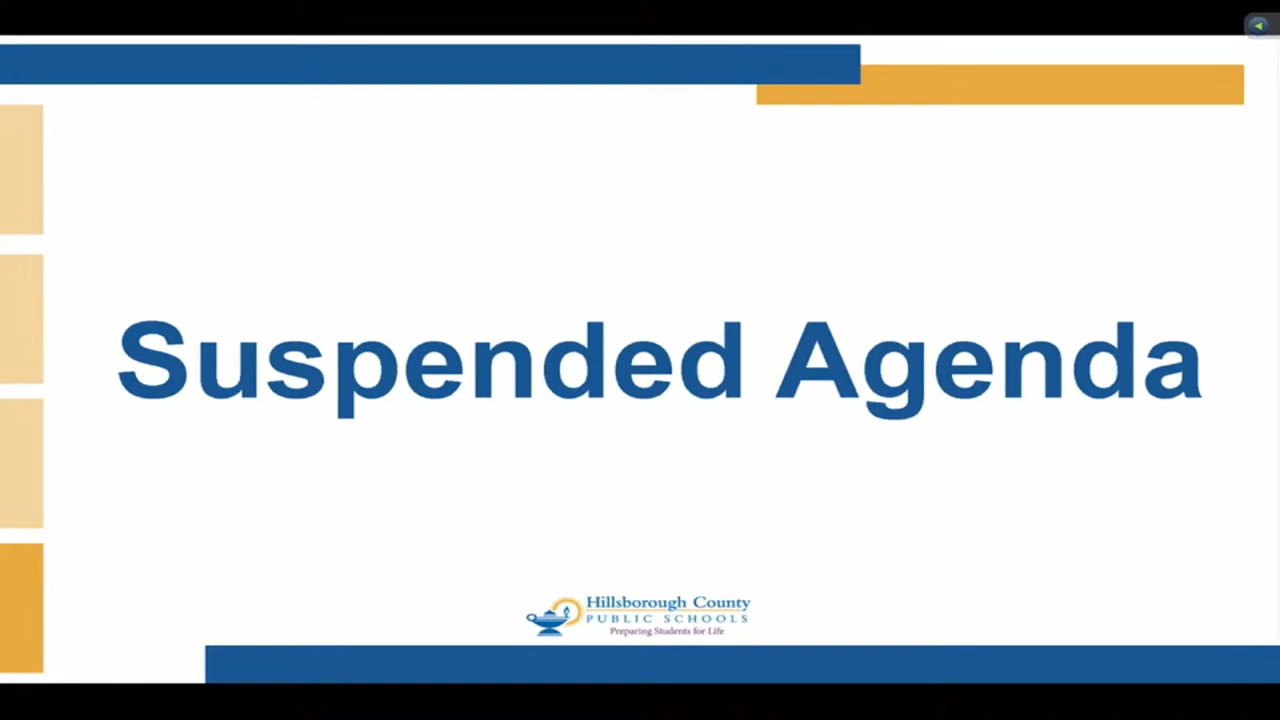 Suspended Agenda
Hillsborough County
PUBLIC SCHOOLS
Preparing Students for Life